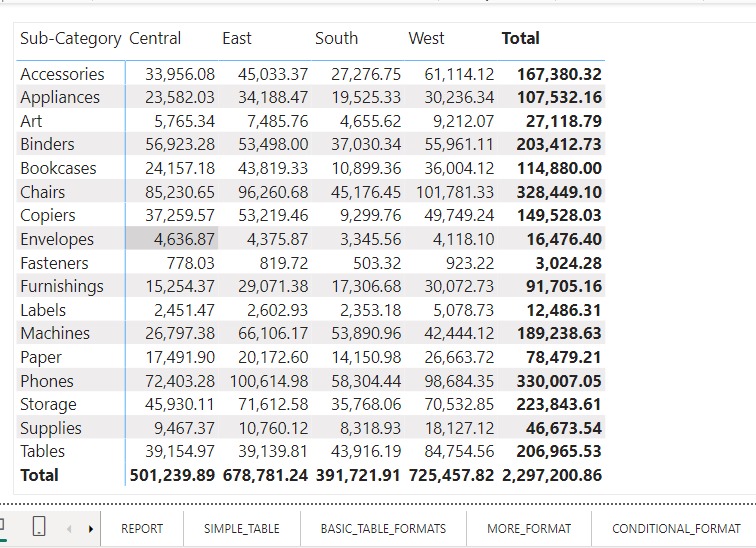 Sub-Category Central East South West Total
Accessories 33,956.08 45,033.37 27,276.75 61,114.12 167,380.32
Appliances 23,582.03 34,188.47 19,525.33 30,236.34 107,532.16
Art 5,765.34 7,485.76 4,655.62 9,212.07 27,118.79
Binders 56,923.28 53,498.00 37,030.34 55,961.11 203,412.73
Bookcases 24,157.18 43,819.33 10,899.36 36,004.12 114,880.00
Chairs 85,230.65 96,260.68 45,176.45 101,781.33 328,449.10
Copiers 37,259.57 53,219.46 9,299.76 49,749.24 149,528.03
Envelopes 4,636.87 4,375.87 3,345.56 4,118.10 16,476.40
Fasteners 778.03 819.72 503.32 923.22 3,024.28
Furnishings 15,254.37 29,071.38 17,306.68 30,072.73 91,705.16
Labels 2,451.47 2,602.93 2,353.18 5,078.73 12,486.31
Machines 26,797.38 66,106.17 53,890.96 42,444.12 189,238.63
Paper 17,491.90 20,172.60 14,150.98 26,663.72 78,479.21
Phones 72,403.28 100,614.98 58,304.44 98,684.35 330,007.05
Storage 45,930.11 71,612.58 35,768.06 70,532.85 223,843.61
Supplies 9,467.37 10,760.12 8,318.93 18,127.12 46,673.54
Tables 39,154.97 39,139.81 43,916.19 84,754.56 206,965.53
Total 501,239.89 678,781.24 391,721.91 725,457.82 2,297,200.86
REPORT SIMPLE_TABLE BASIC_TABLE_FORMATS MORE_FORMAT CONDITIONAL_FORMAT